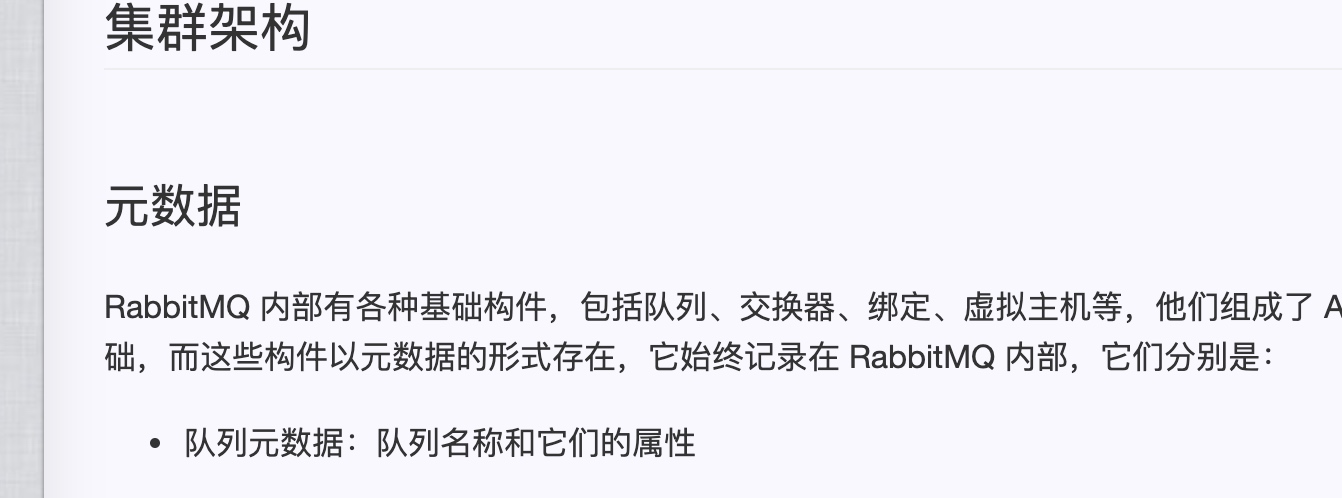 集群架构
元数据
RabbitMQ 内部有各种基础构件，包括队列、交换器、绑定、虚拟主机等，他们组成了 A
础，而这些构件以元数据的形式存在，它始终记录在 RabbitMQ 内部，它们分别是：
• 队列元数据：队列名称和它们的属性